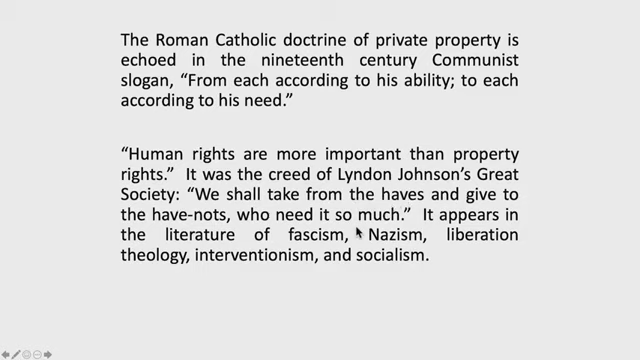 The Roman Catholic doctrine of private property is
echoed in the nineteenth century Communist
slogan, “From each according to his ability; to each
according to his need.”
“Human rights are more important than property
rights.” It was the creed of Lyndon Johnson’s Great
Society: “We shall take from the haves and give to
the have-nots, who need it so much.” It appears in
the literature of fascism, Nazism, liberation
theology, interventionism, and socialism.